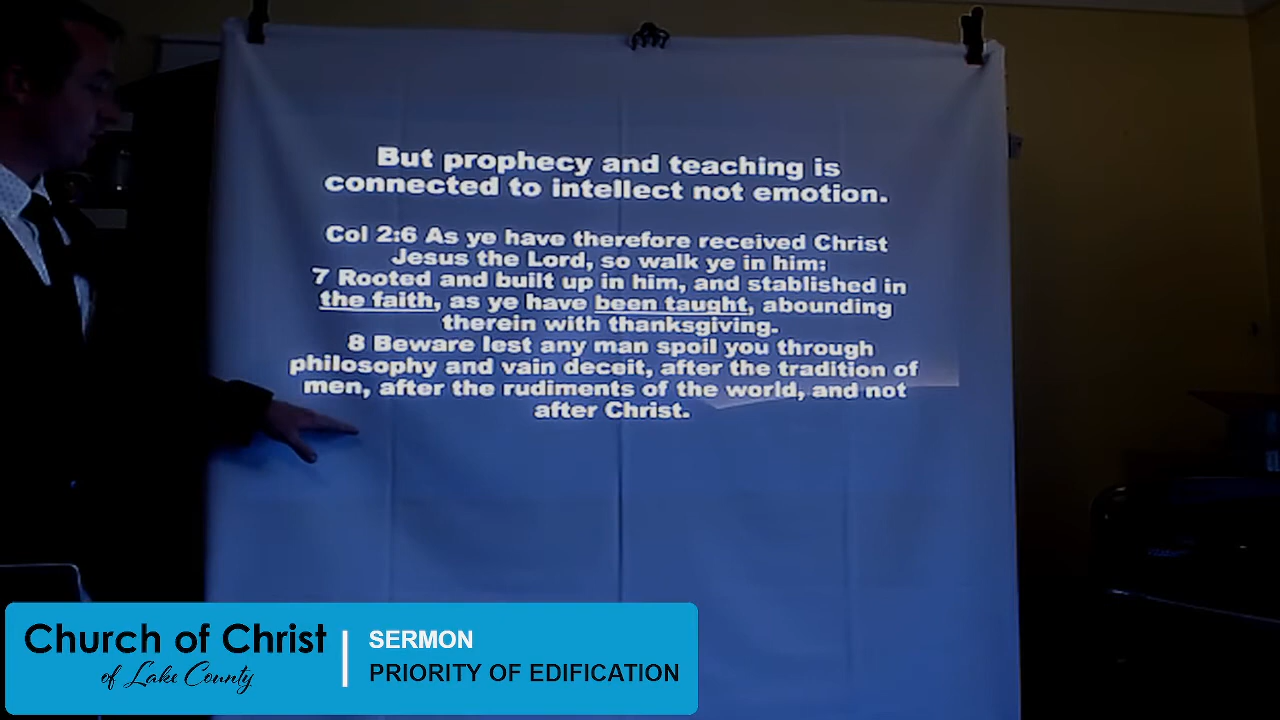 But prophecy and teaching is
connected to intellect not emotion.
Col 2:6 As ye have therefore received Christ
Jesus the Lord, so walk ye in him:
7 Rooted and built up in him, and stablished in
the faith, as ye have been taught, abounding
therein with thanksgiving.
8 Beware lest any man spoil you through
philosophy and vain deceit, after the tradition of
men, after the rudiments of the world, and not
after Christ.
Church of Christ
of Lake County
SERMON
PRIORITY OF EDIFICATION